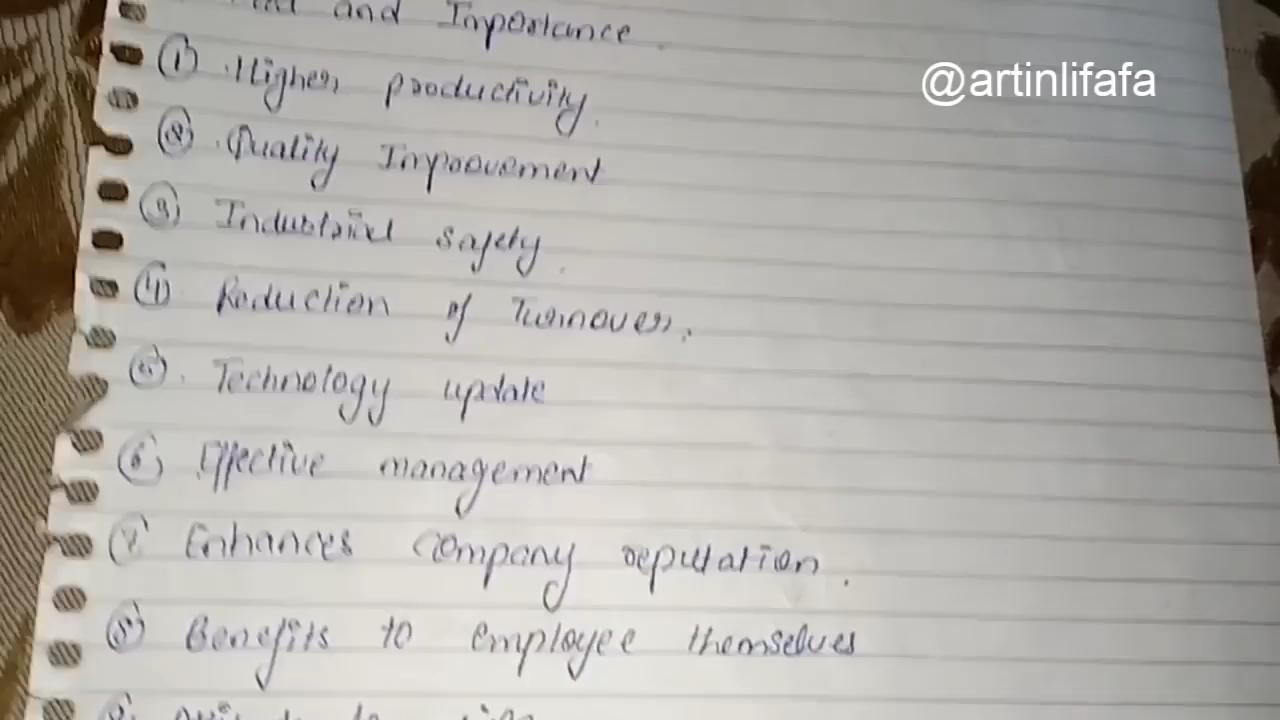 and Importance.
@artinlifafa
① Higher productivity.
② Quality Improvement
③ Industrial safety.
④ Reduction of Turnover.
⑤. Technology update
⑥ Effective management
⑦ Enhances company reputation.
⑧ Benefits to employee themselves